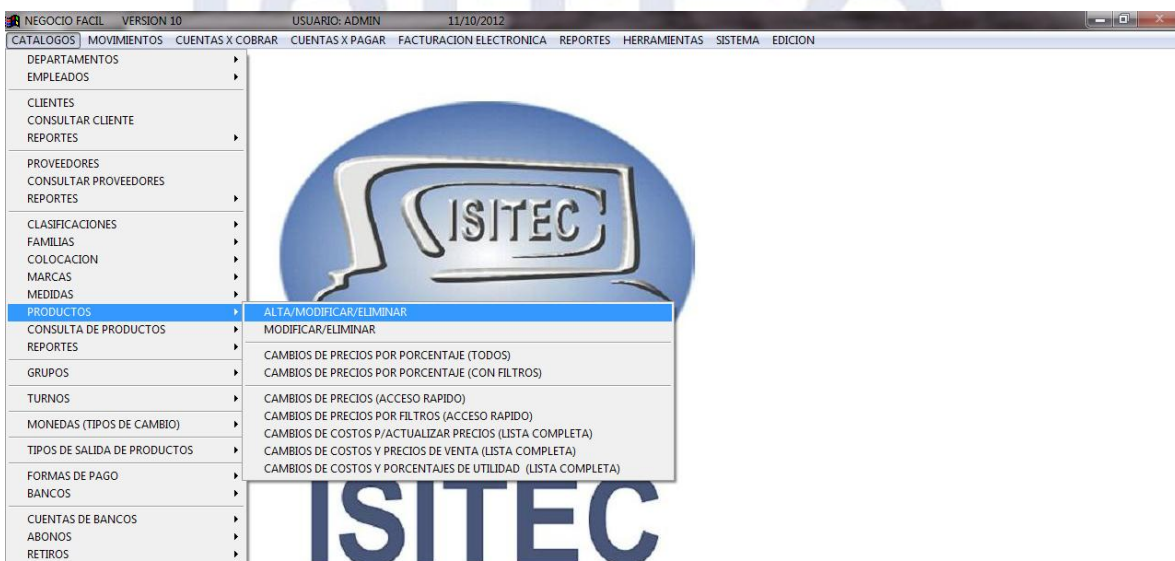 NEGOCIO FACIL VERSION 10 USUARIO: ADMIN 11/10/2012
CATALOGOS MOVIMIENTOS CUENTAS X COBRAR CUENTAS X PAGAR FACTURACION ELECTRONICA REPORTES HERRAMIENTAS SISTEMA EDICION
DEPARTAMENTOS
EMPLEADOS
CLIENTES
CONSULTAR CLIENTE
REPORTES
PROVEEDORES
CONSULTAR PROVEEDORES
REPORTES
CLASIFICACIONES
FAMILIAS
COLOCACION
MARCAS
MEDIDAS
PRODUCTOS
CONSULTA DE PRODUCTOS
REPORTES
GRUPOS
TURNOS
MONEDAS (TIPOS DE CAMBIO)
TIPOS DE SALIDA DE PRODUCTOS
FORMAS DE PAGO
BANCOS
CUENTAS DE BANCOS
ABONOS
RETIROS
ALTA/MODIFICAR/ELIMINAR
MODIFICAR/ELIMINAR
CAMBIOS DE PRECIOS POR PORCENTAJE (TODOS)
CAMBIOS DE PRECIOS POR PORCENTAJE (CON FILTROS)
CAMBIOS DE PRECIOS (ACCESO RAPIDO)
CAMBIOS DE PRECIOS POR FILTROS (ACCESO RAPIDO)
CAMBIOS DE COSTOS P/ACTUALIZAR PRECIOS (LISTA COMPLETA)
CAMBIOS DE COSTOS Y PRECIOS DE VENTA (LISTA COMPLETA)
CAMBIOS DE COSTOS Y PORCENTAJES DE UTILIDAD (LISTA COMPLETA)
ISITEC
ISITEC